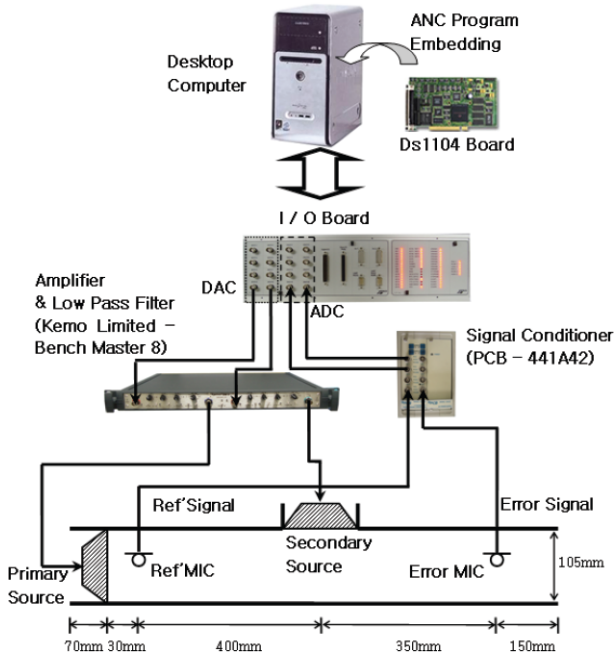 ANC Program
Embedding
Desktop
Computer
Ds1104 Board
I / O Board
DAC
ADC
Amplifier
& Low Pass Filter
(Kemo Limited -
Bench Master 8)
Signal Conditioner
(PCB - 441A42)
Ref'Signal
Error Signal
Secondary
Source
Primary
Source
Ref'MIC
Error MIC
105mm
70mm
30mm
400mm
350mm
150mm